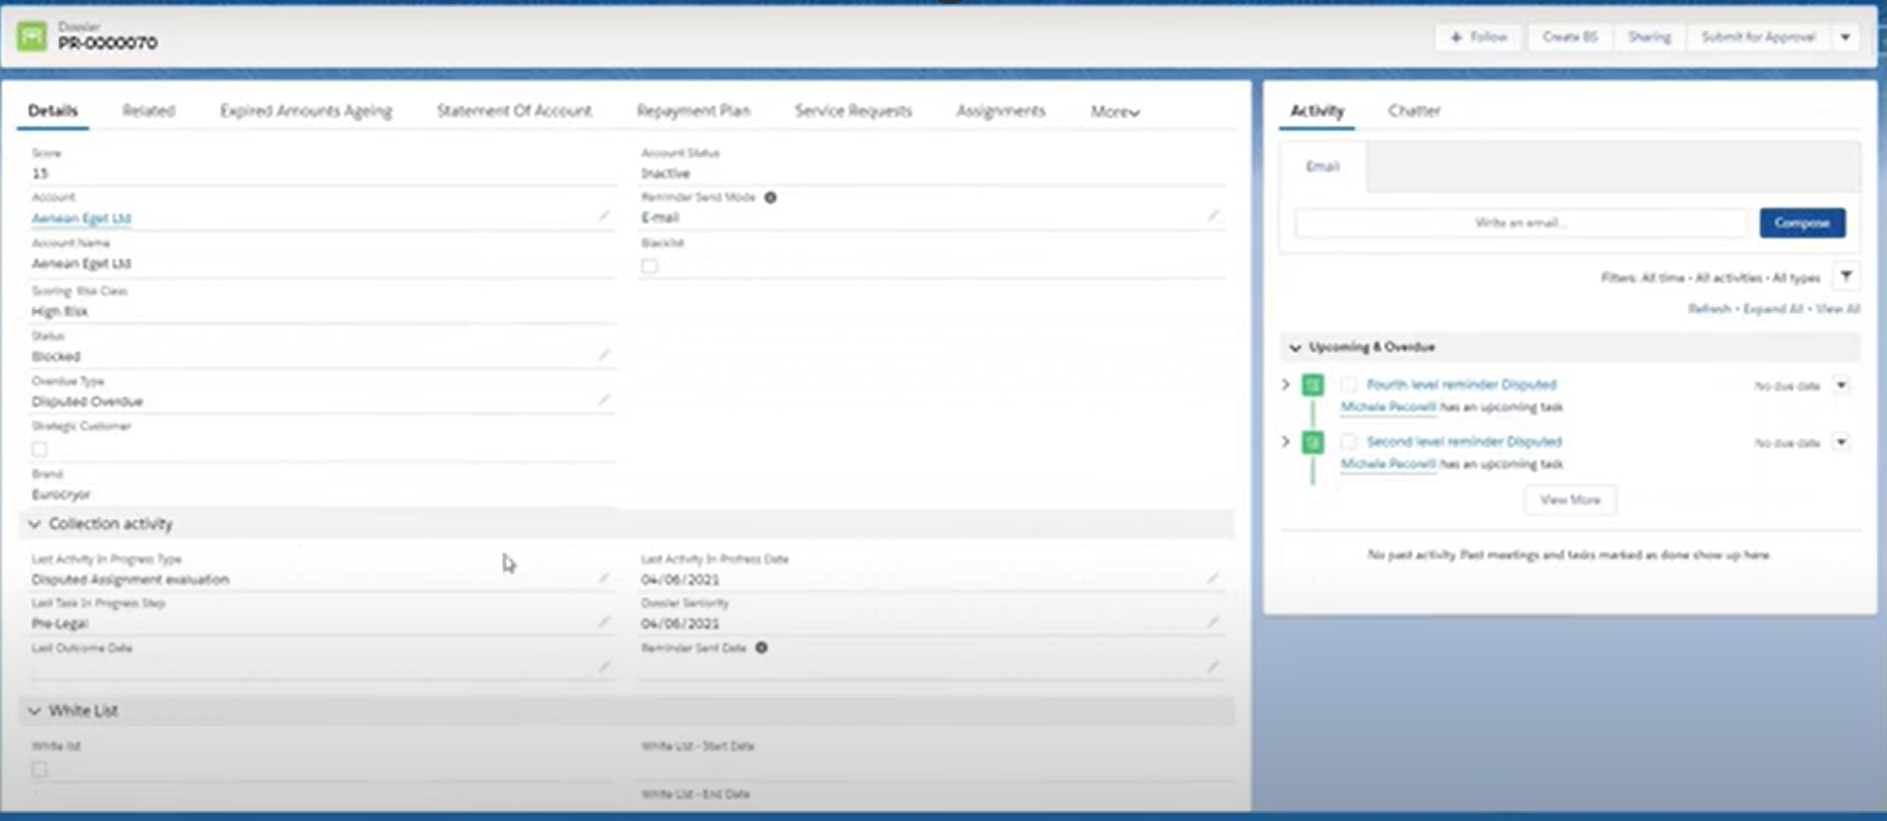 Dossier
PR-0000070
Follow
Create BS
Sharing
Submit for Approval
Details
Related
Expired Amounts Ageing
Statement Of Account
Repayment Plan
Service Requests
Assignments
More
Score
15
Account
Aenean Eget Ltd
Account Name
Aenean Eget Ltd
Scoring Risk Class
High Risk
Status
Blocked
Overdue Type
Disputed Overdue
Strategic Customer
Brand
Eurocryor
Account Status
Inactive
Reminder Send Mode
E-mail
Blacklist
Collection activity
Last Activity In Progress Type
Disputed Assignment evaluation
Last Task In Progress Step
Pre-Legal
Last Outcome Date
Last Activity In Profress Date
04/06/2021
Dossier Seniority
04/06/2021
Reminder Sent Date
White List
White list
White List - Start Date
White List - End Date
Activity
Chatter
Email
Write an email...
Compose
Filters: All time • All activities • All types
Refresh • Expand All • View All
Upcoming & Overdue
Fourth level reminder Disputed
No due date
Michele has an upcoming task
Second level reminder Disputed
No due date
Michele has an upcoming task
View More
No past activity. Past meetings and tasks marked as done show up here.